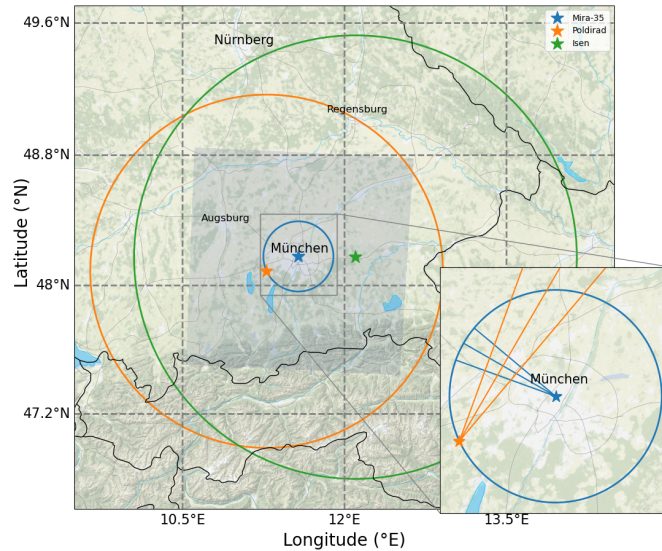 49.6°N
Nürnberg
Mira-35
Poldirad
Isen
Regensburg
48.8°N
Augsburg
München
Latitude (°N)
48°N
München
47.2°N
10.5°E
12°E
13.5°E
Longitude (°E)